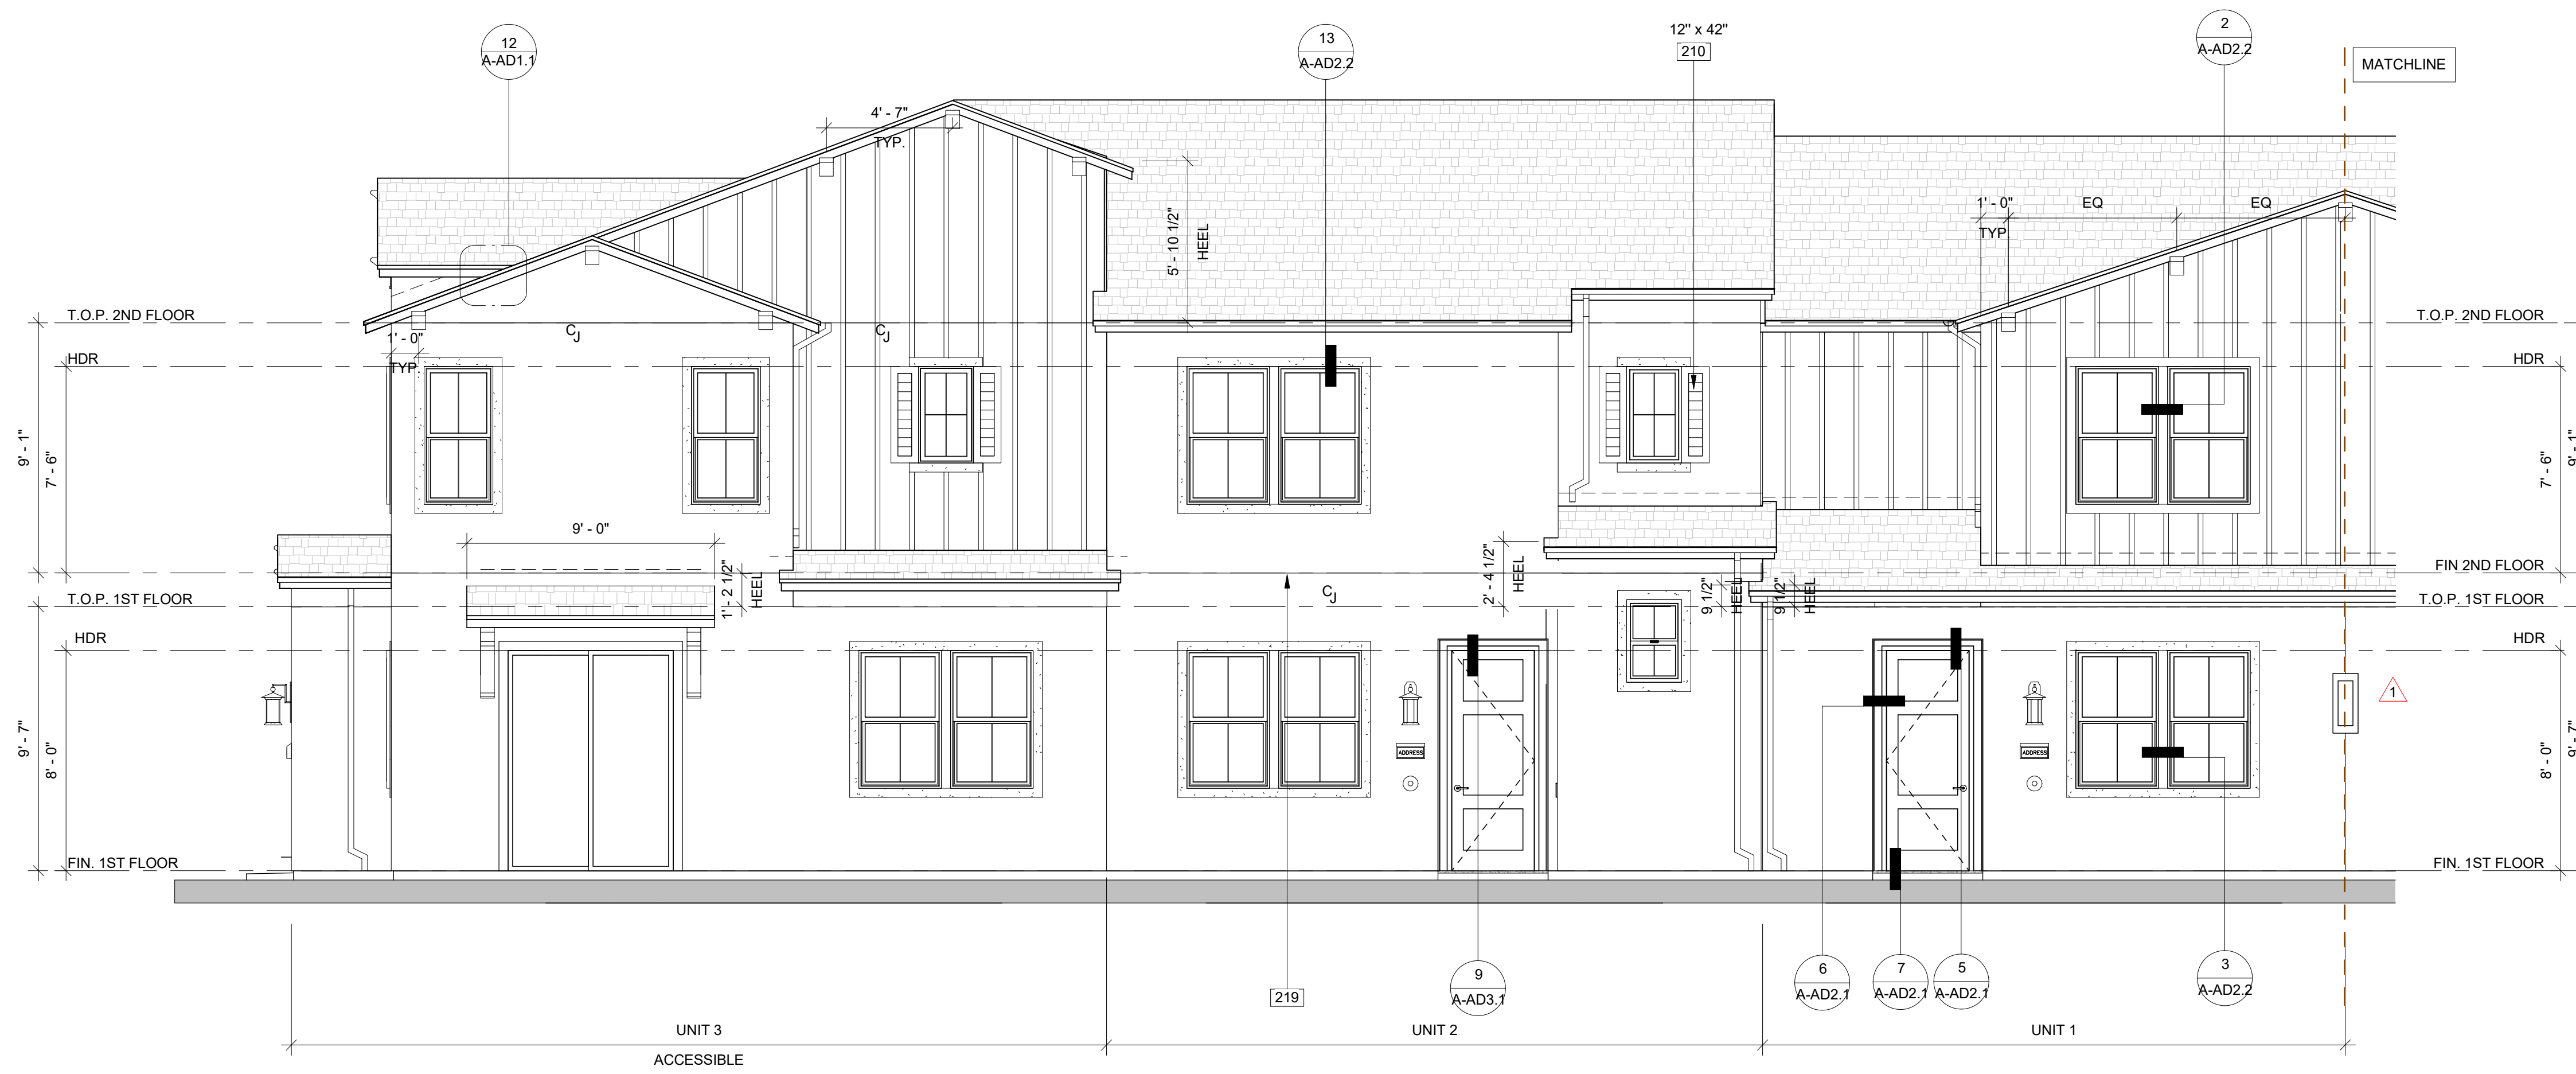 12
A-AD1.1
13
A-AD2.2
12" x 42"
210
2
A-AD2.2
MATCHLINE
4' - 7"
TYP.
5' - 10 1/2"
HEEL
1' - 0"
TYP.
EQ
EQ
T.O.P. 2ND FLOOR
T.O.P. 2ND FLOOR
CJ
CJ
1' - 0"
TYP.
HDR
HDR
9' - 1"
7' - 6"
7' - 6"
9' - 1"
9' - 0"
1' - 2 1/2"
HEEL
2' - 4 1/2"
HEEL
9 1/2"
HEEL
9 1/2"
HEEL
FIN 2ND FLOOR
CJ
T.O.P. 1ST FLOOR
T.O.P. 1ST FLOOR
HDR
HDR
1
ADDRESS
ADDRESS
9' - 7"
8' - 0"
8' - 0"
9' - 7"
FIN. 1ST FLOOR
FIN. 1ST FLOOR
219
9
A-AD3.1
6
A-AD2.1
7
A-AD2.1
5
A-AD2.1
3
A-AD2.2
UNIT 3
ACCESSIBLE
UNIT 2
UNIT 1